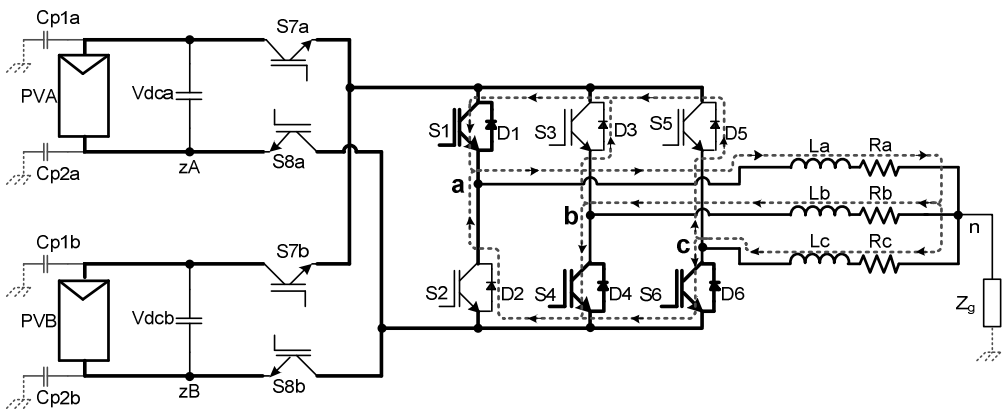 Cp1a
PVA
Vdca
S7a
S8a
Cp2a
zA
Cp1b
PVB
Vdcb
S7b
S8b
Cp2b
zB
S1
D1
S3
D3
S5
D5
a
b
c
S2
D2
S4
D4
S6
D6
La
Ra
Lb
Rb
Lc
Rc
n
Zg